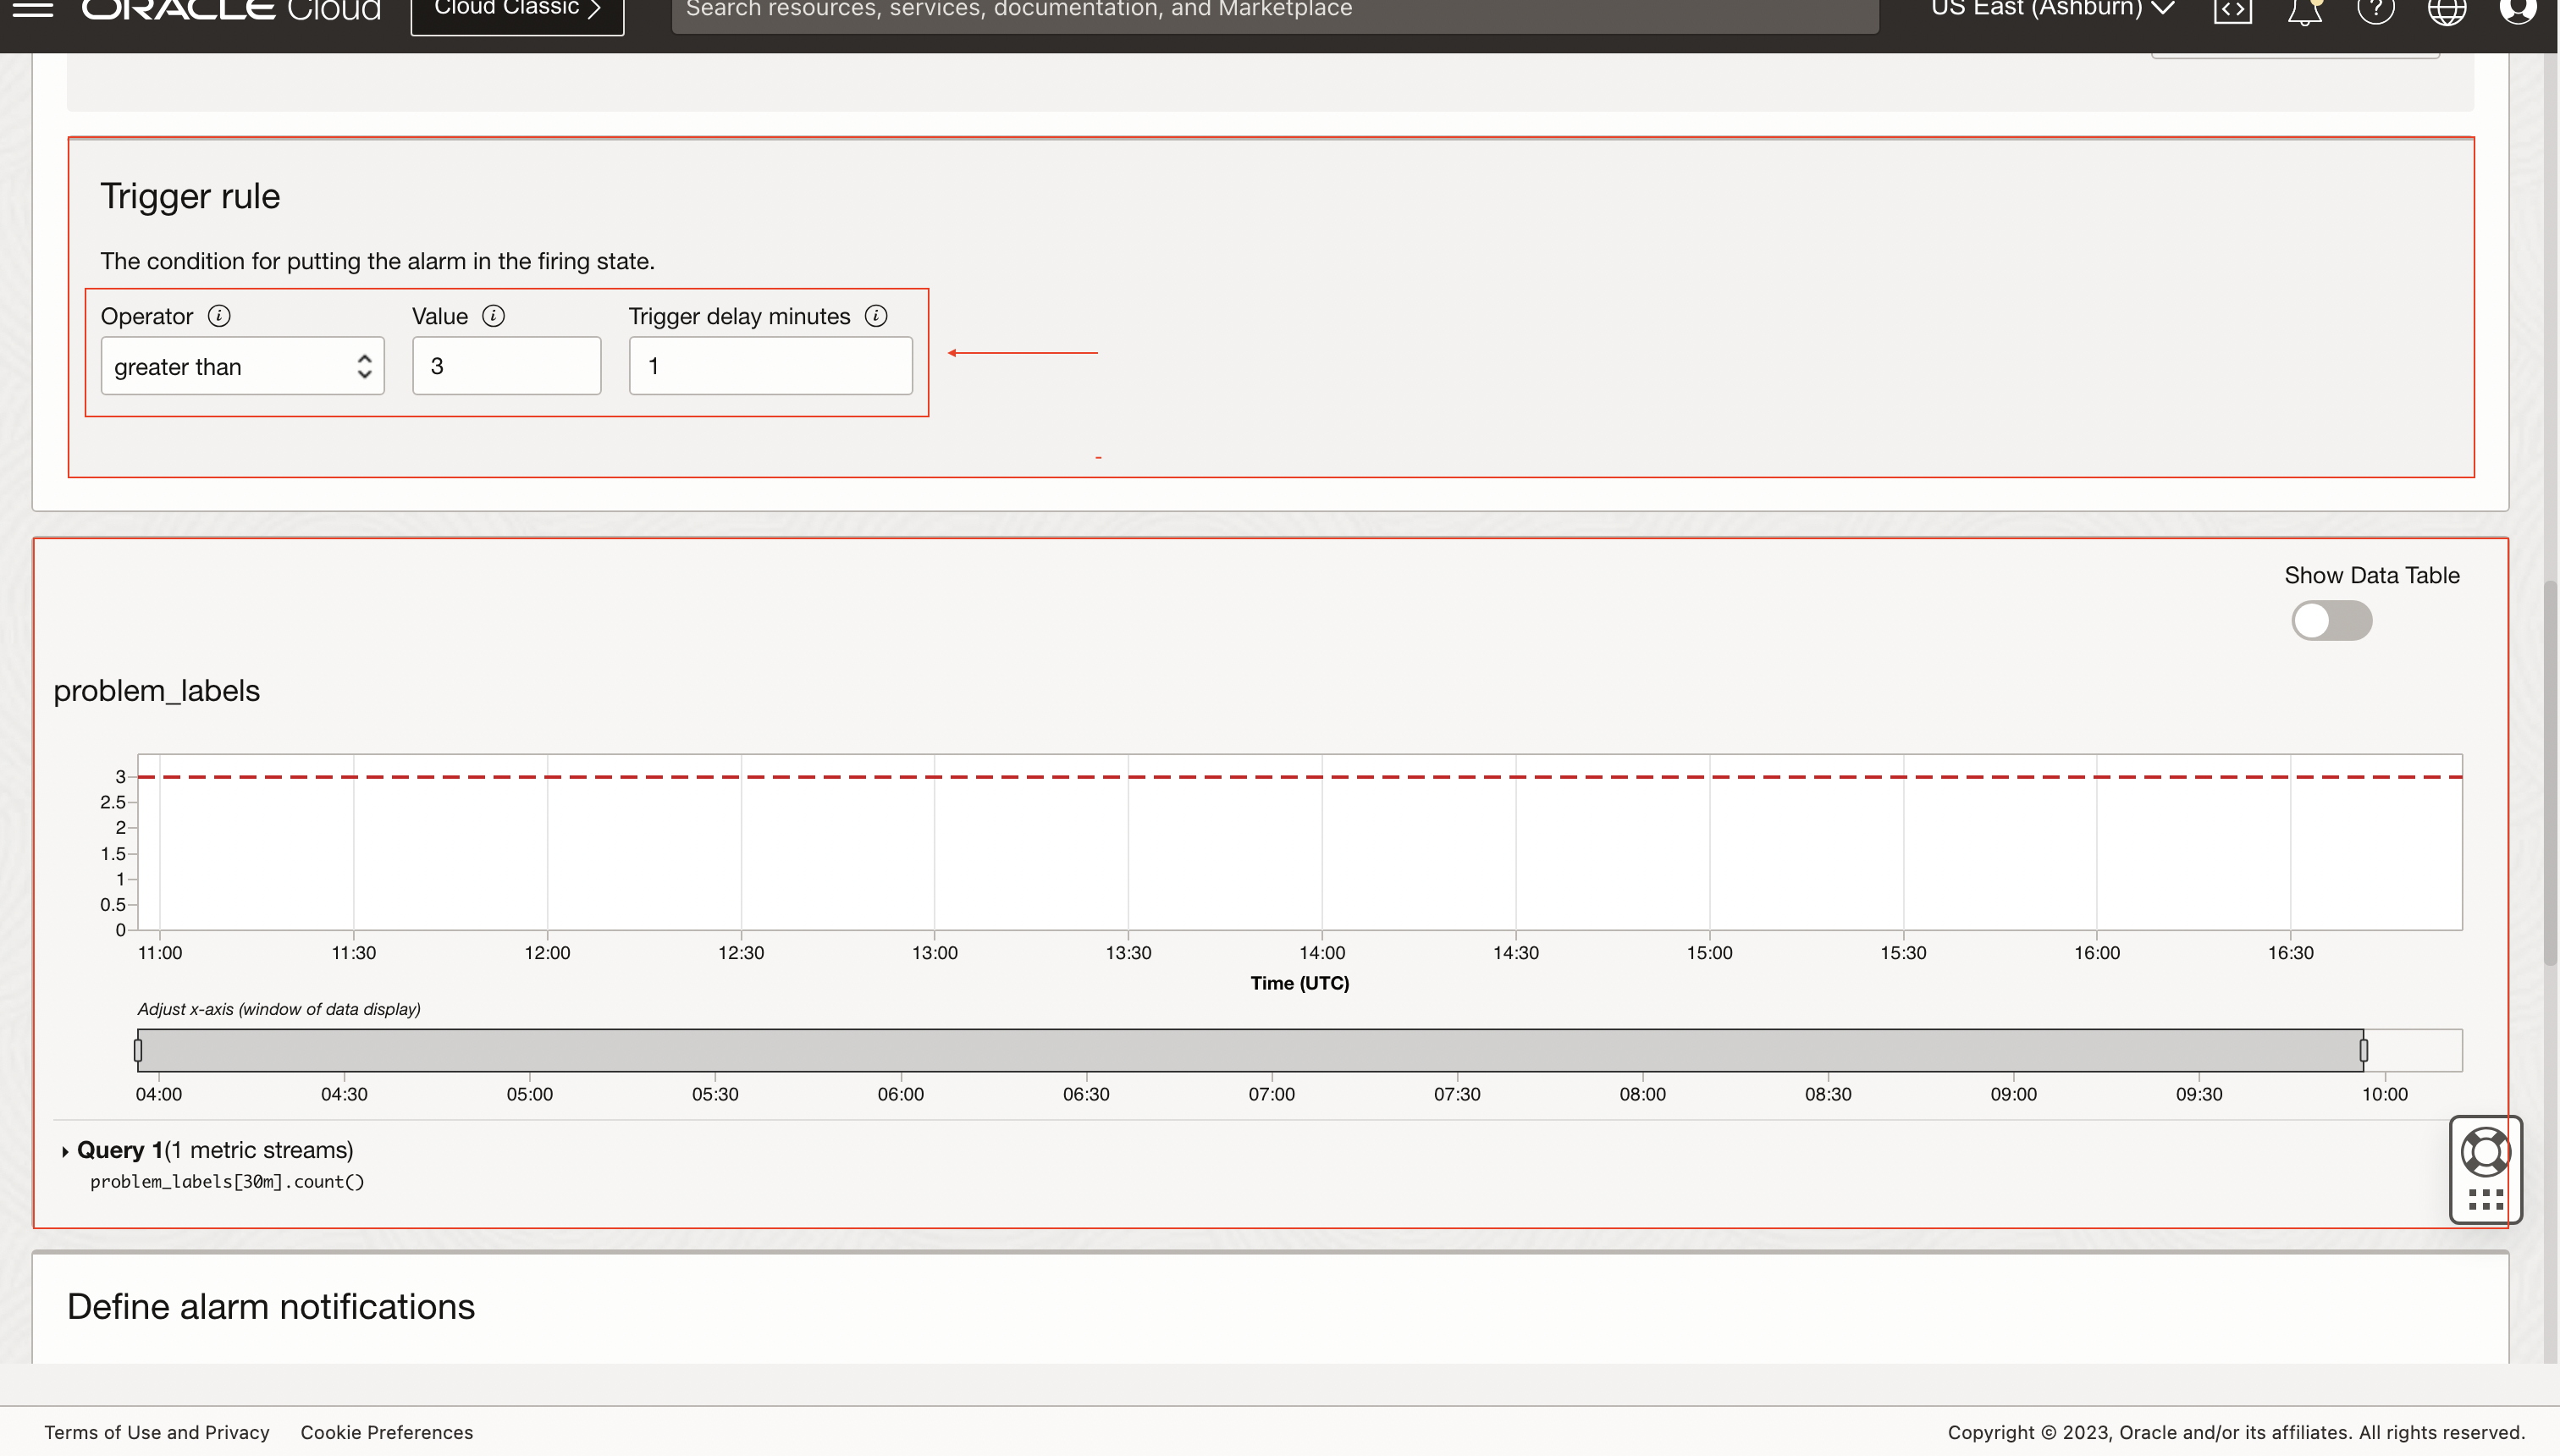 ORACLE Cloud
Cloud Classic
Search resources, services, documentation, and Marketplace
US East (Ashburn)
Trigger rule
The condition for putting the alarm in the firing state.
Operator
Value
Trigger delay minutes
greater than
3
1
Show Data Table
problem_labels
3
2.5
2
1.5
1
0.5
0
11:00 11:30 12:00 12:30 13:00 13:30 14:00 14:30 15:00 15:30 16:00 16:30
Time (UTC)
Adjust x-axis (window of data display)
04:00 04:30 05:00 05:30 06:00 06:30 07:00 07:30 08:00 08:30 09:00 09:30 10:00
Query 1(1 metric streams)
problem_labels[30m].count()
Define alarm notifications
Terms of Use and Privacy Cookie Preferences
Copyright © 2023, Oracle and/or its affiliates. All rights reserved.